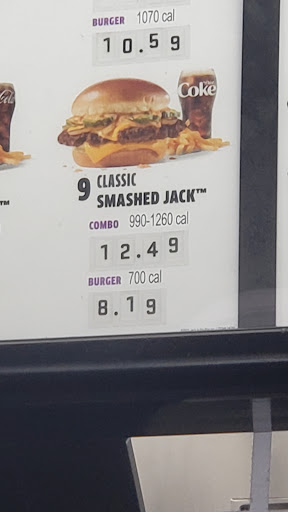 BURGER 1070 cal
10.59
Coke
9 CLASSIC
SMASHED JACK™
COMBO 990-1260 cal
12.49
BURGER 700 cal
8.19
TM